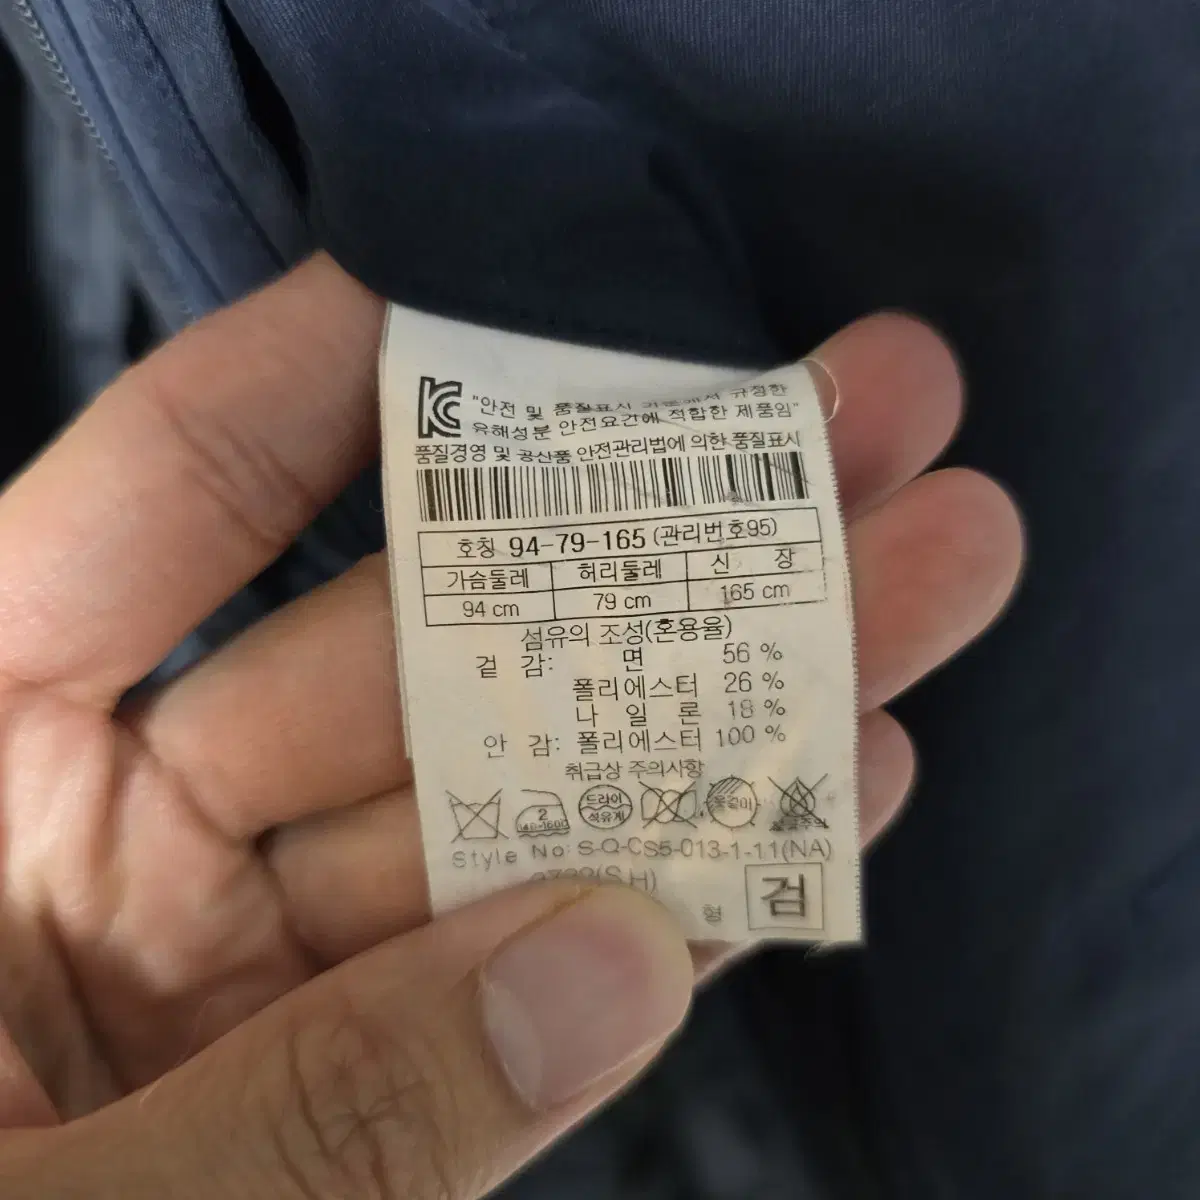 "안전 및 품질표시 기준에서 규정한
유해성분 안전요건에 적합한 제품임"
품질경영 및 공산품 안전관리법에 의한 품질표시
호칭 94-79-165 (관리번호95)
가슴둘레 허리둘레 신 장
94 cm 79 cm 165 cm
섬유의 조성(혼용율)
겉 감: 면 56 %
폴리에스터 26 %
나 일 론 18 %
안 감: 폴리에스터 100 %
취급상 주의사항
2 드라이 옷걸이
석유계
Style No: S-Q-CS5-013-1-11(NA)
(S.H)
형 검